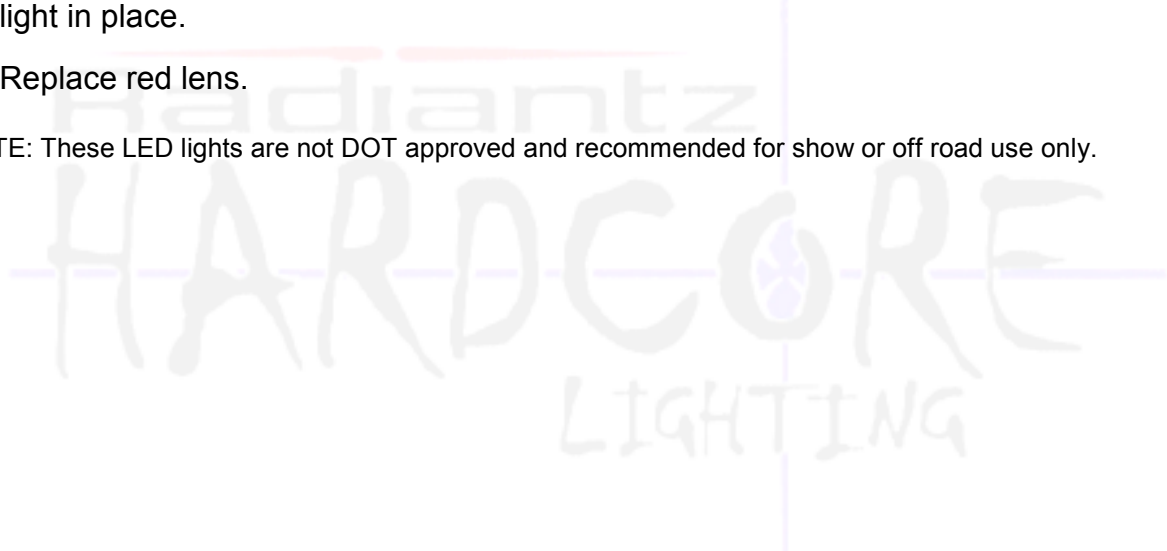 light in place.
Replace red lens.
TE: These LED lights are not DOT approved and recommended for show or off road use only.
Radiantz
HARDCORE
LIGHTING